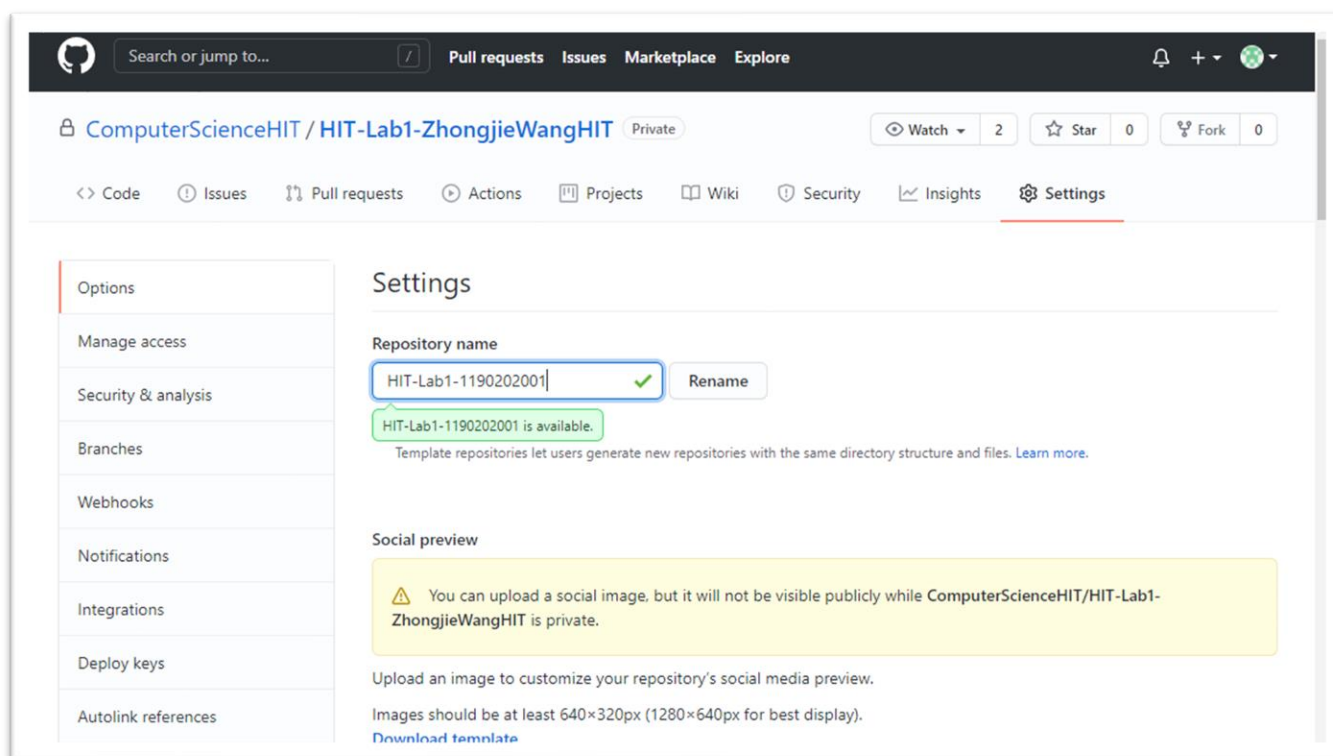 Search or jump to... / Pull requests Issues Marketplace Explore
ComputerScienceHIT / HIT-Lab1-ZhongjieWangHIT Private Watch 2 Star 0 Fork 0
<> Code Issues Pull requests Actions Projects Wiki Security Insights Settings
Options
Manage access
Security & analysis
Branches
Webhooks
Notifications
Integrations
Deploy keys
Autolink references
Settings
Repository name
HIT-Lab1-1190202001 Rename
HIT-Lab1-1190202001 is available.
Template repositories let users generate new repositories with the same directory structure and files. Learn more.
Social preview
You can upload a social image, but it will not be visible publicly while ComputerScienceHIT/HIT-Lab1-
ZhongjieWangHIT is private.
Upload an image to customize your repository's social media preview.
Images should be at least 640×320px (1280×640px for best display).
Download template